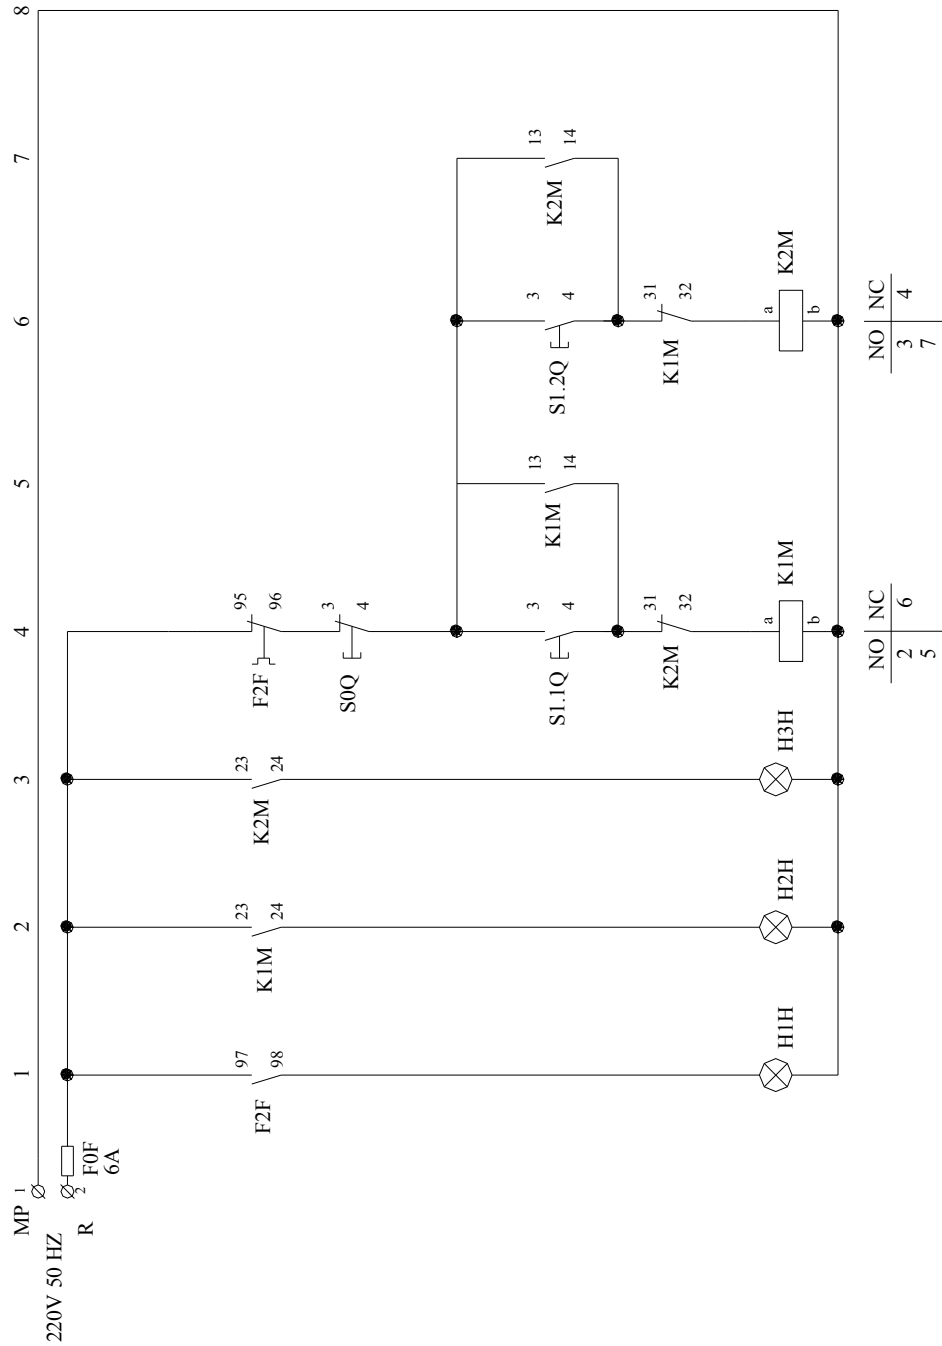 220V 50 HZ
MP 1
R 2
F0F
6A
1 2 3 4 5 6 7 8
F2F 97 98
H1H
K1M 23 24
H2H
K2M 23 24
H3H
F2F 95 96
S0Q 3 4
S1.1Q 3 4
K1M 13 14
K2M 31 32
a
K1M
b
S1.2Q 3 4
K2M 13 14
K1M 31 32
a
K2M
b
NO NC
2 6
5
NO NC
3 4
7